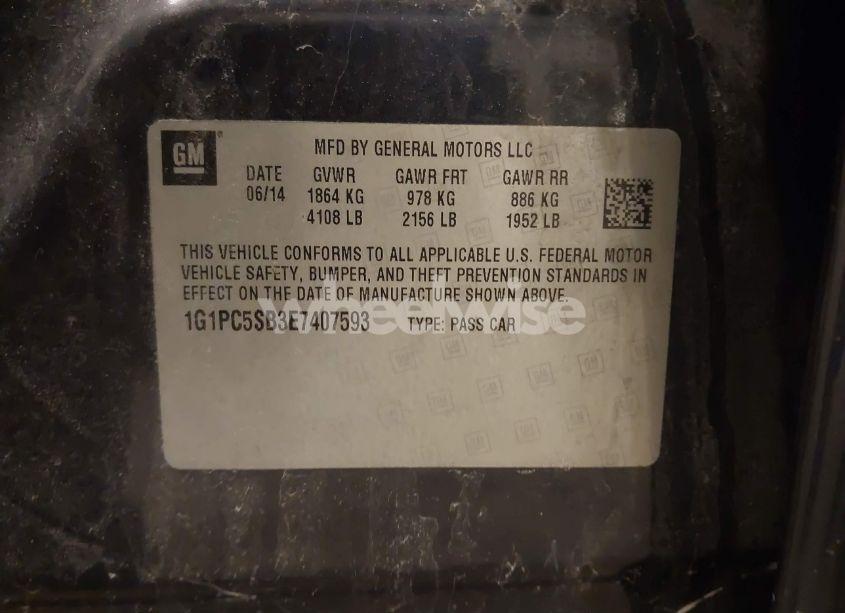 GM
MFD BY GENERAL MOTORS LLC
DATE GVWR GAWR FRT GAWR RR
06/14 1864 KG 978 KG 886 KG
4108 LB 2156 LB 1952 LB
THIS VEHICLE CONFORMS TO ALL APPLICABLE U.S. FEDERAL MOTOR
VEHICLE SAFETY, BUMPER, AND THEFT PREVENTION STANDARDS IN
EFFECT ON THE DATE OF MANUFACTURE SHOWN ABOVE.
1G1PC5SB3E7407593 TYPE: PASS CAR
wheelwise